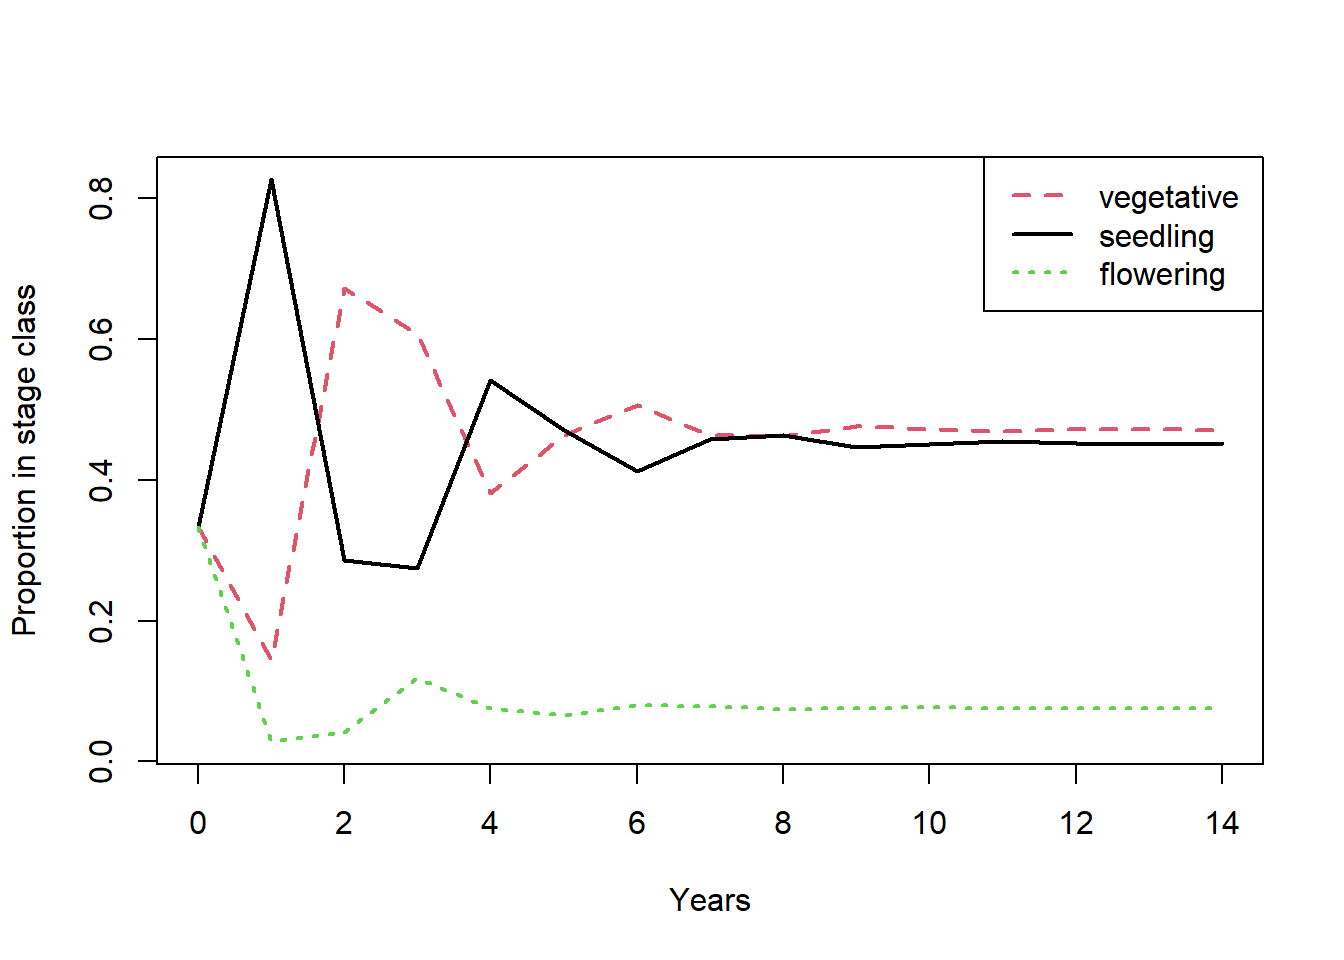 vegetative
seedling
flowering
Proportion in stage class
0.8
0.6
0.4
0.2
0.0
0 2 4 6 8 10 12 14
Years